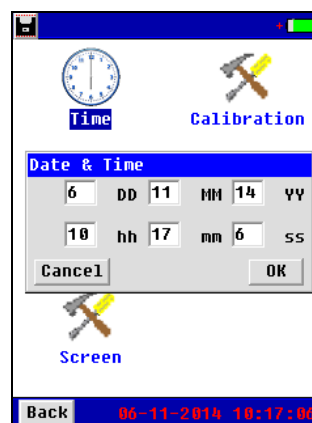 Time Calibration
Date & Time
6 DD 11 MM 14 YY
10 hh 17 mm 6 ss
Cancel OK
Screen
Back 06-11-2014 10:17:06